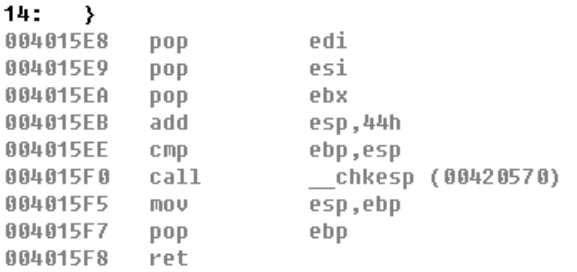 14:   }
004015E8   pop         edi
004015E9   pop         esi
004015EA   pop         ebx
004015EB   add         esp,44h
004015EE   cmp         ebp,esp
004015F0   call        __chkesp (00420570)
004015F5   mov         esp,ebp
004015F7   pop         ebp
004015F8   ret